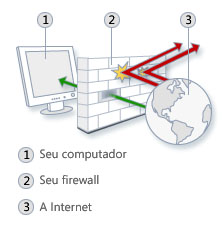 1 2 3
1 Seu computador
2 Seu firewall
3 A Internet